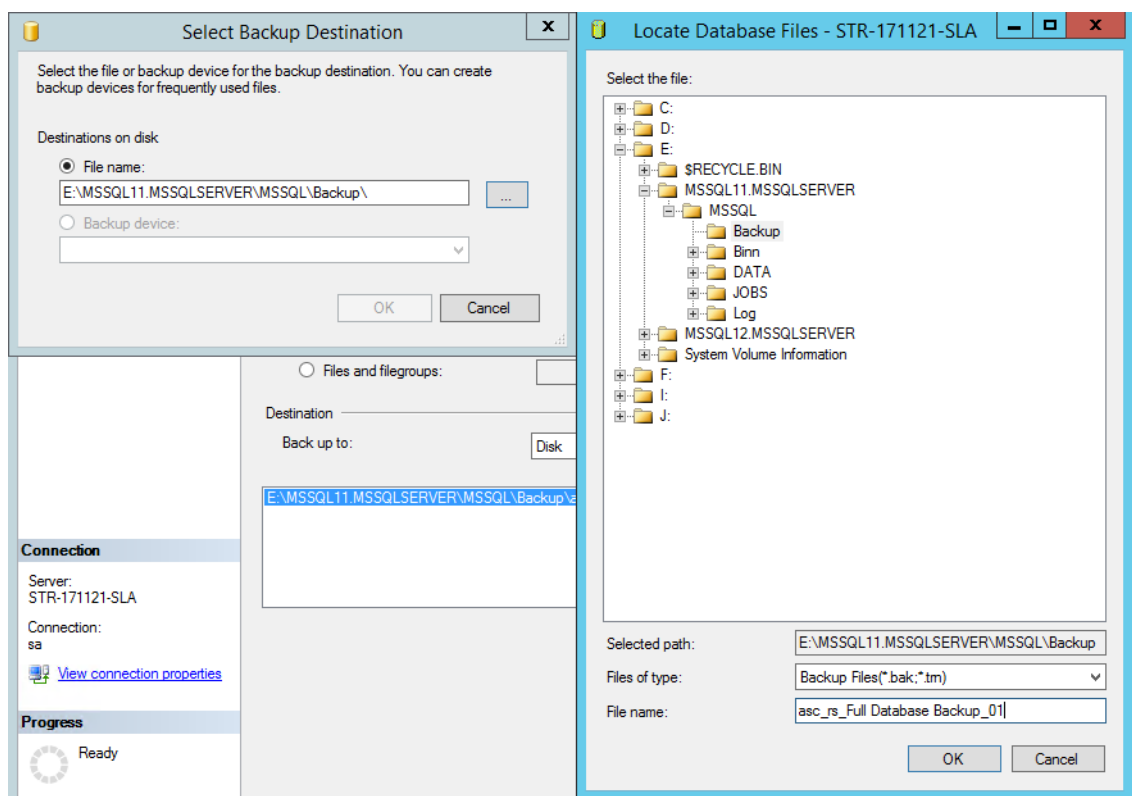 Select Backup Destination
x
Select the file or backup device for the backup destination. You can create
backup devices for frequently used files.
Destinations on disk
File name:
E:\MSSQL11.MSSQLSERVER\MSSQL\Backup\
...
Backup device:
OK
Cancel
Files and filegroups:
Destination
Back up to:
Disk
E:\MSSQL11.MSSQLSERVER\MSSQL\Backup\a
Connection
Server:
STR-171121-SLA
Connection:
sa
View connection properties
Progress
Ready
Locate Database Files - STR-171121-SLA
x
Select the file:
C:
D:
E:
$RECYCLE.BIN
MSSQL11.MSSQLSERVER
MSSQL
Backup
Binn
DATA
JOBS
Log
MSSQL12.MSSQLSERVER
System Volume Information
F:
I:
J:
Selected path:
E:\MSSQL11.MSSQLSERVER\MSSQL\Backup
Files of type:
Backup Files(*.bak;*.trn)
File name:
asc_rs_Full Database Backup_01
OK
Cancel